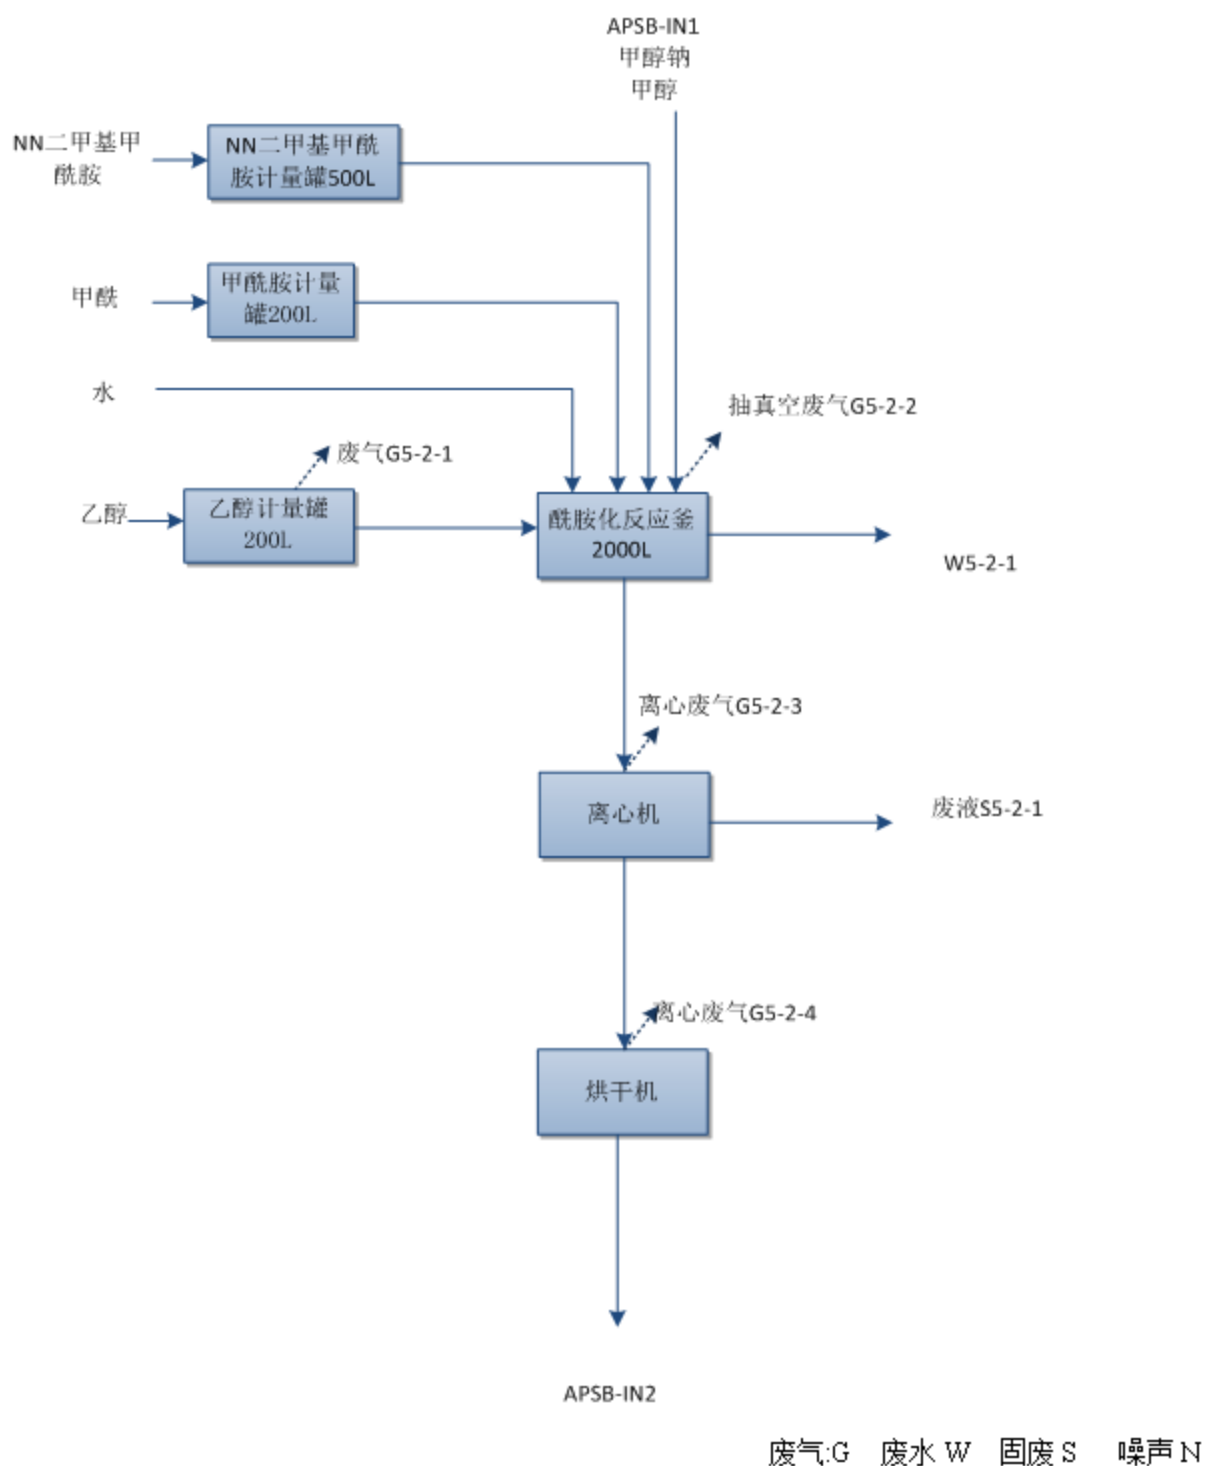 APSB-IN1
甲醇钠
甲醇
NN二甲基甲
酰胺
NN二甲基甲酰
胺计量罐500L
甲酰
甲酰胺计量
罐200L
水
抽真空废气G5-2-2
废气G5-2-1
乙醇
乙醇计量罐
200L
酰胺化反应釜
2000L
W5-2-1
离心废气G5-2-3
离心机
废液S5-2-1
离心废气G5-2-4
烘干机
APSB-IN2
废气:G 废水 W 固废 S 噪声 N